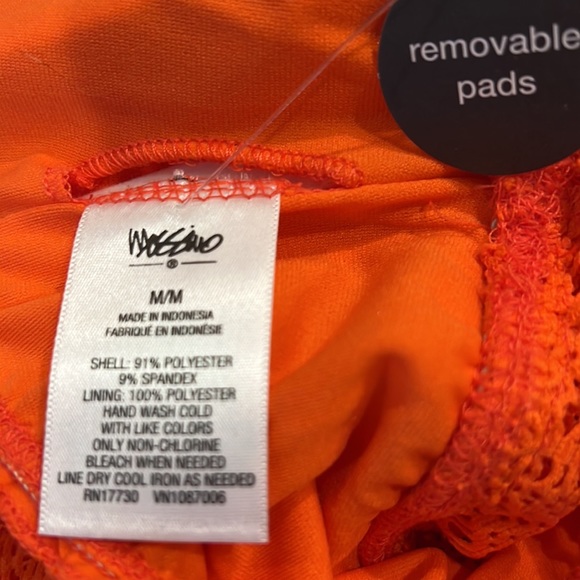 removable
pads
Mossimo
®
M/M
MADE IN INDONESIA
FABRIQUÉ EN INDONÉSIE
SHELL: 91% POLYESTER
9% SPANDEX
LINING: 100% POLYESTER
HAND WASH COLD
WITH LIKE COLORS
ONLY NON-CHLORINE
BLEACH WHEN NEEDED
LINE DRY COOL IRON AS NEEDED
RN17730 VN1087006